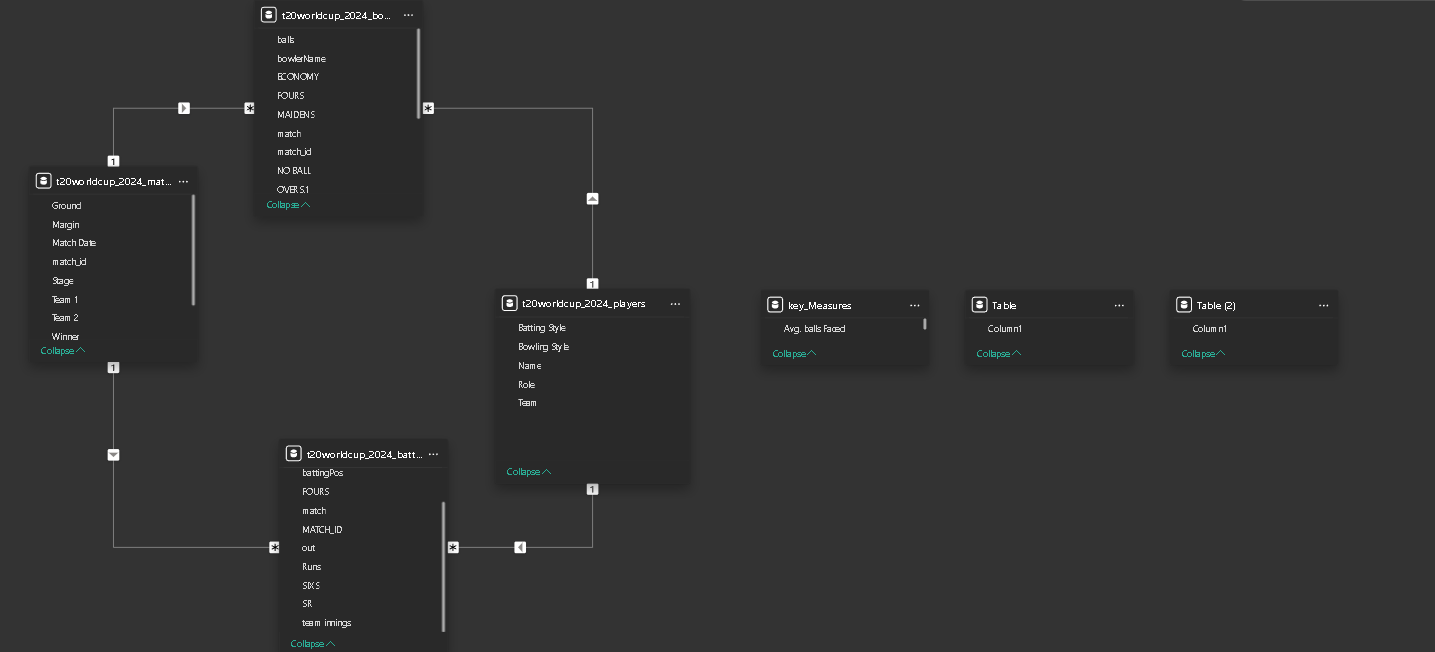 t20worldcup_2024_bo...
balls
bowlerName
ECONOMY
FOURS
MAIDENS
match
match_id
NO BALL
OVERS.1
Collapse
1
t20worldcup_2024_mat...
Ground
Margin
Match Date
match_id
Stage
Team 1
Team 2
Winner
Collapse
1
1
t20worldcup_2024_players
Batting Style
Bowling Style
Name
Role
Team
Collapse
1
key_Measures
Avg. balls Faced
Collapse
Table
Column1
Collapse
Table (2)
Column1
Collapse
t20worldcup_2024_batt...
battingPos
FOURS
match
MATCH_ID
out
Runs
SIXS
SR
team innings
Collapse